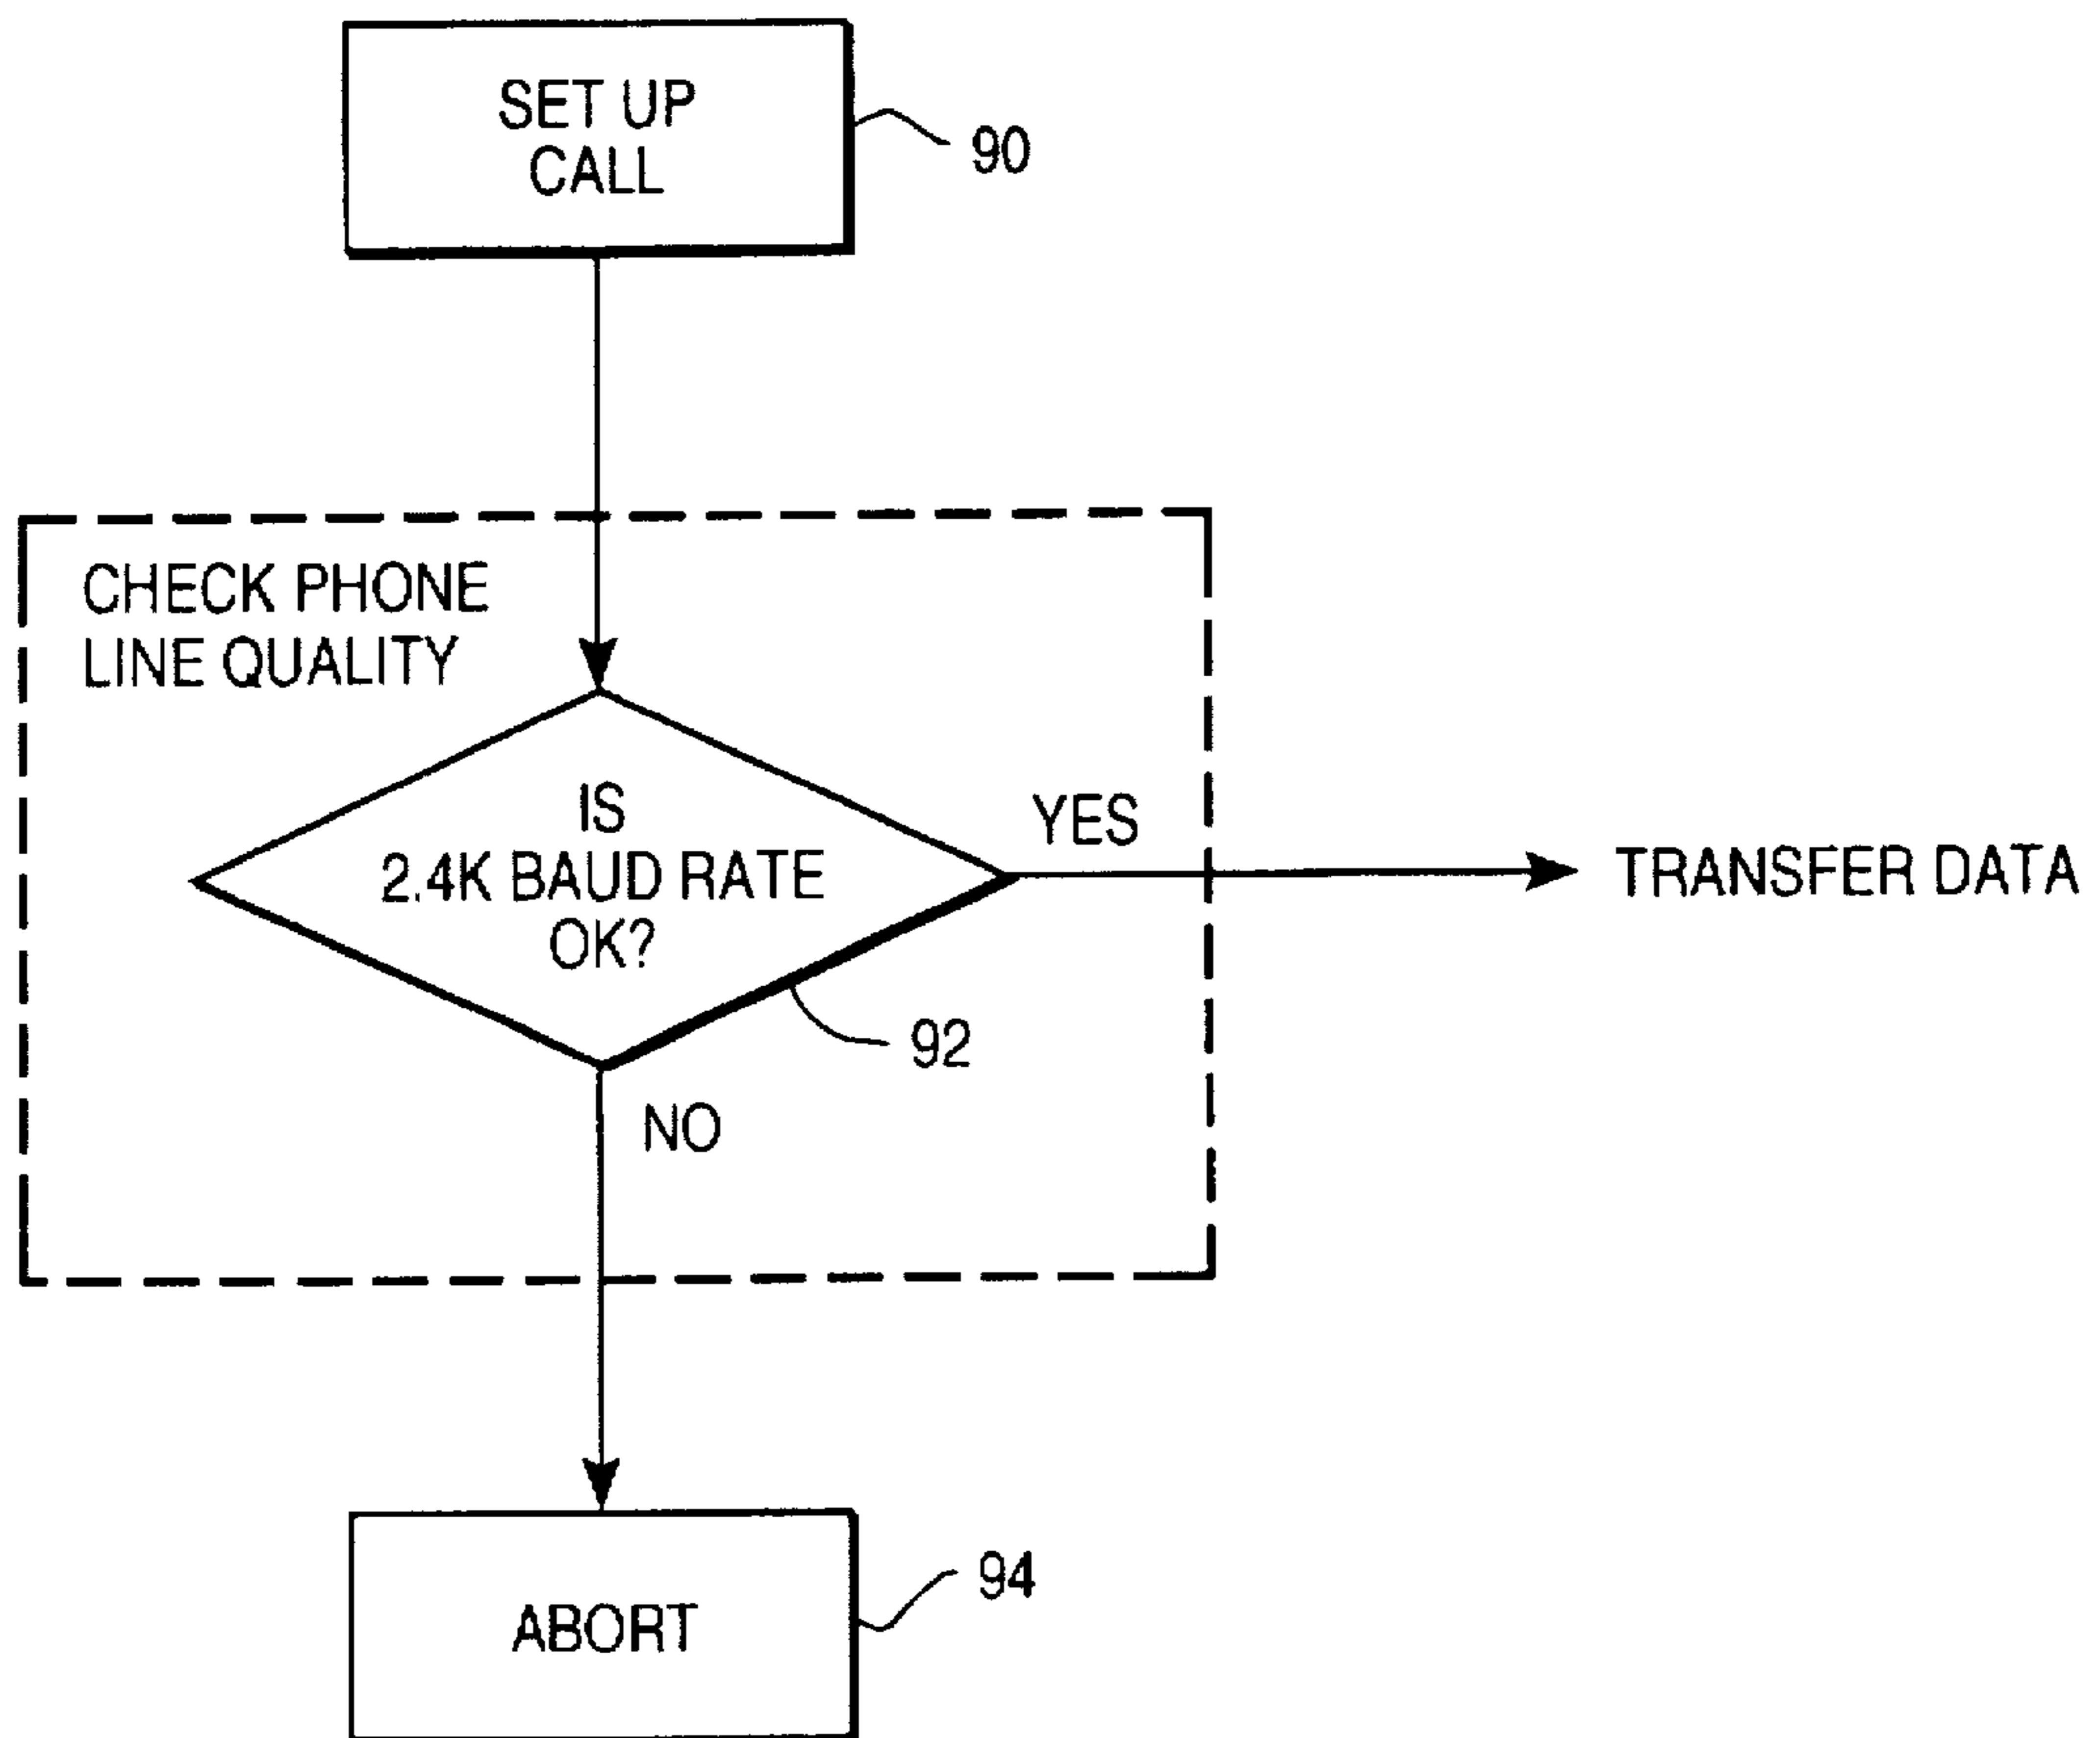 SET UP
CALL
90
CHECK PHONE
LINE QUALITY
IS
2.4K BAUD RATE
OK?
YES
TRANSFER DATA
92
NO
94
ABORT